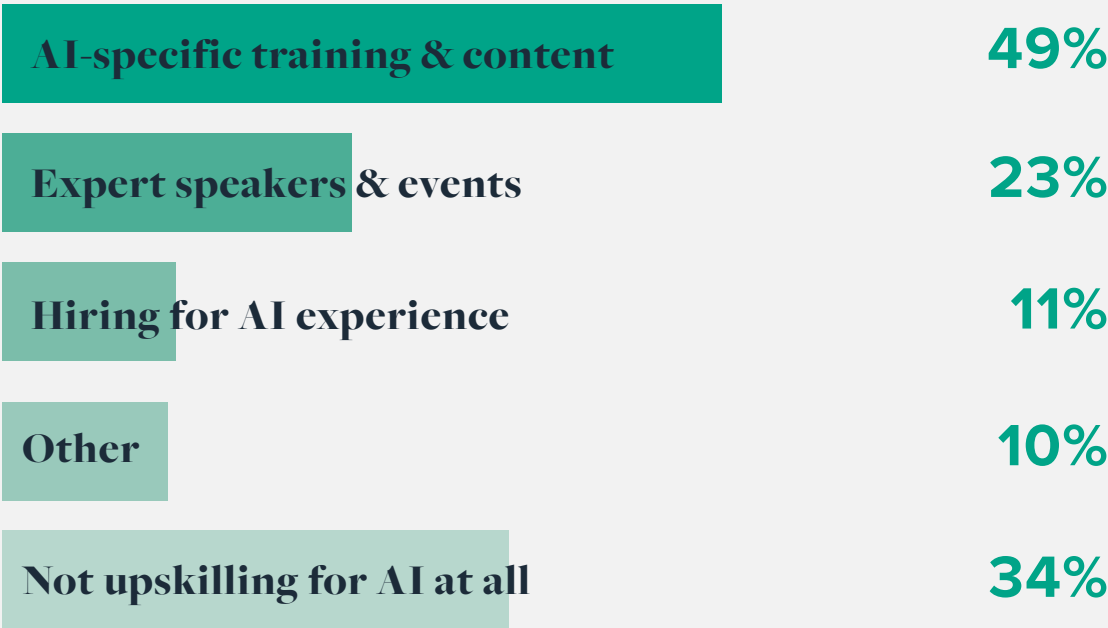 AI-specific training & content 49%
Expert speakers & events 23%
Hiring for AI experience 11%
Other 10%
Not upskilling for AI at all 34%